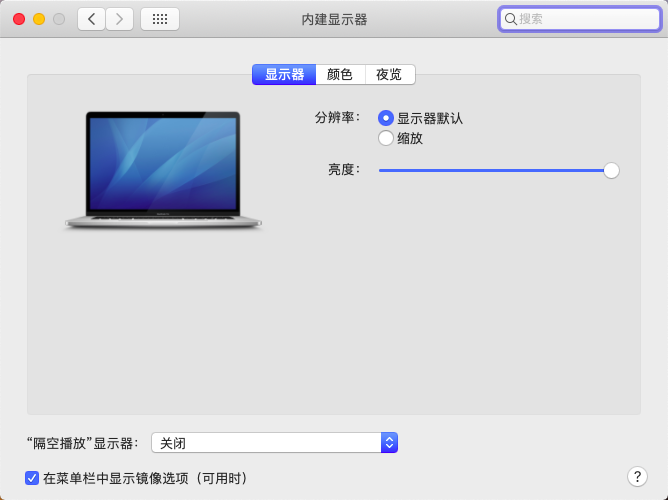 内建显示器
搜索
显示器 颜色 夜览
分辨率： 显示器默认
缩放
亮度：
“隔空播放”显示器： 关闭
在菜单栏中显示镜像选项（可用时）
?